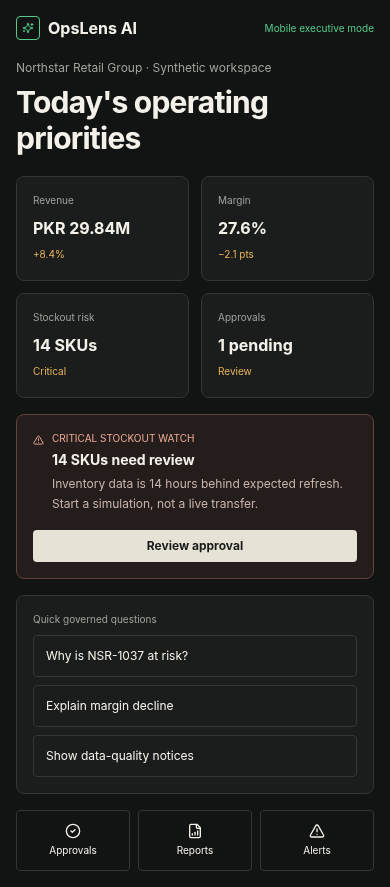 OpsLens AI
Mobile executive mode
Northstar Retail Group · Synthetic workspace
Today's operating
priorities
Revenue
PKR 29.84M
+8.4%
Margin
27.6%
−2.1 pts
Stockout risk
14 SKUs
Critical
Approvals
1 pending
Review
CRITICAL STOCKOUT WATCH
14 SKUs need review
Inventory data is 14 hours behind expected refresh.
Start a simulation, not a live transfer.
Review approval
Quick governed questions
Why is NSR-1037 at risk?
Explain margin decline
Show data-quality notices
Approvals
Reports
Alerts